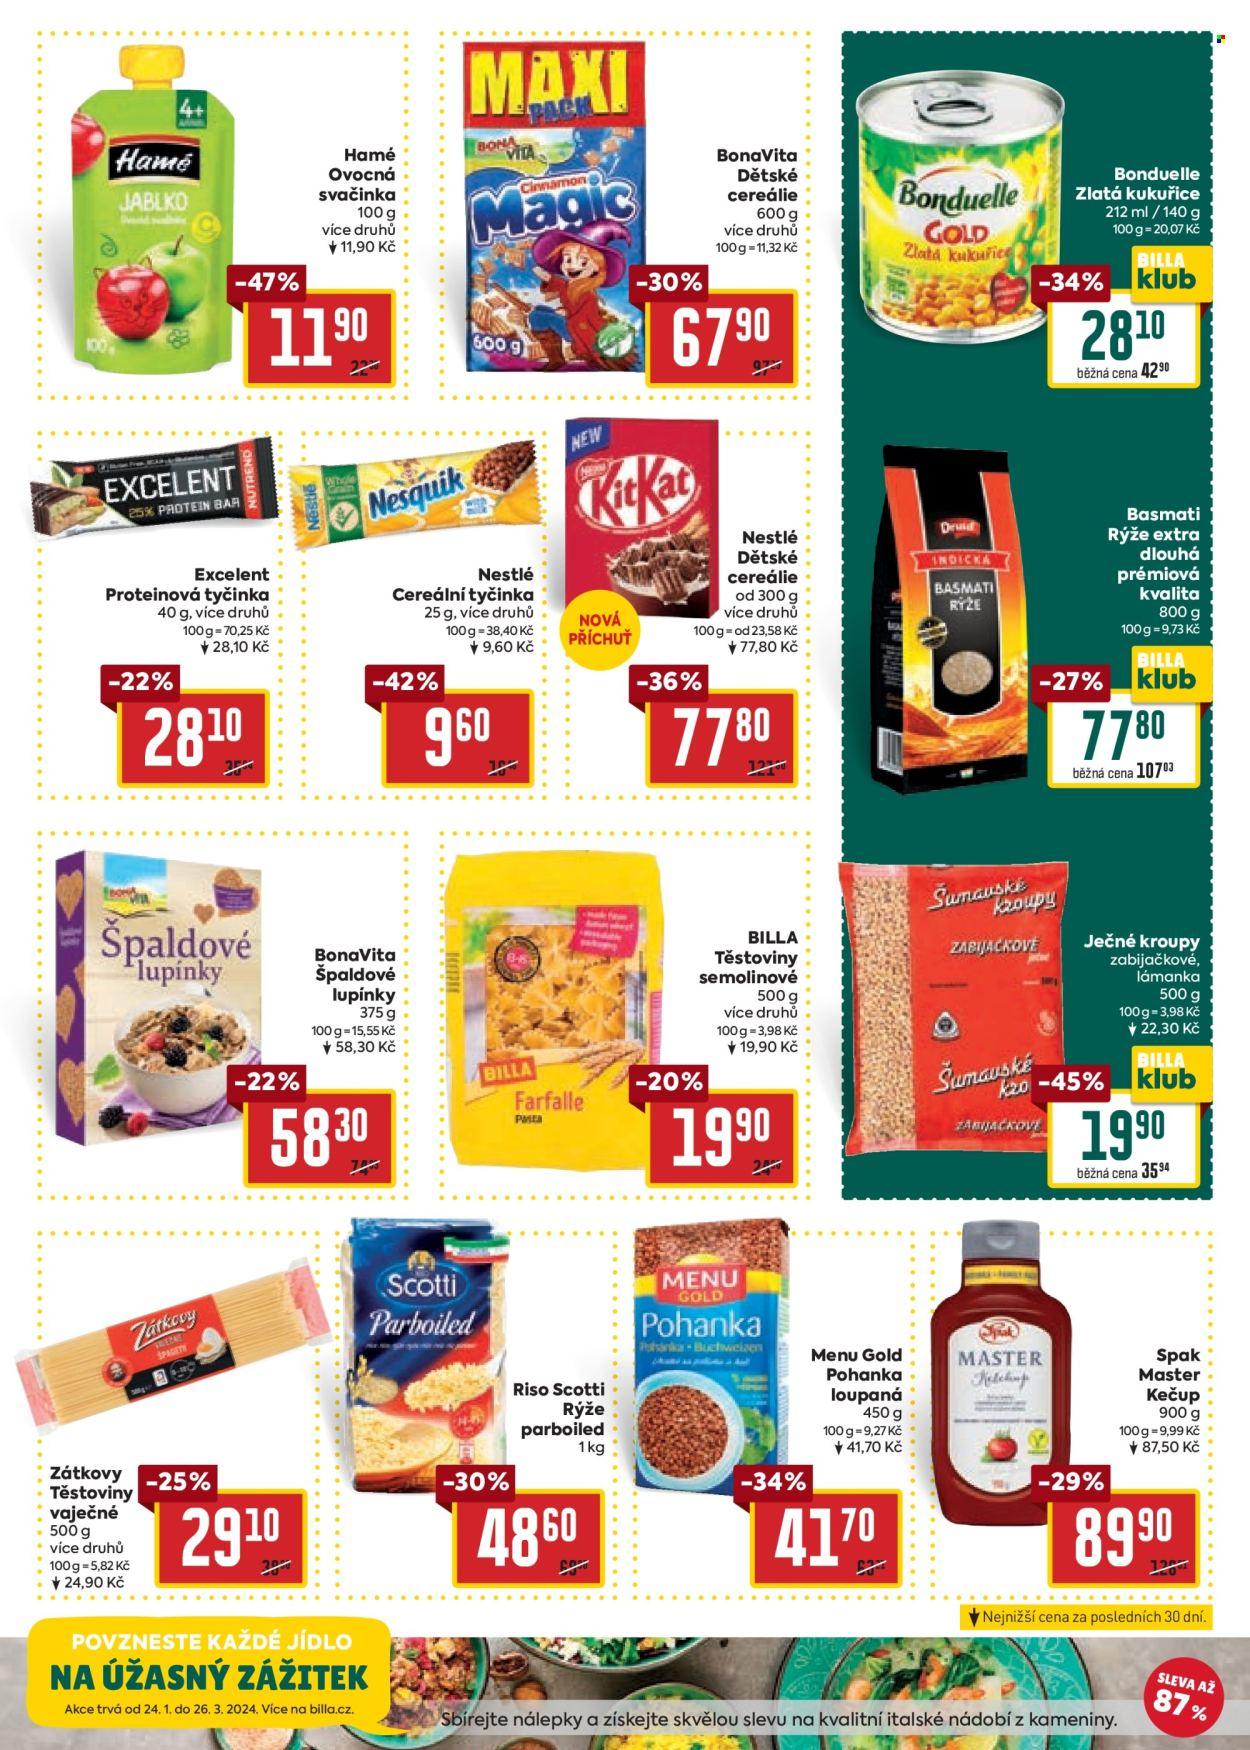 Hamé
JABLKO
4+
100 g
Hamé
Ovocná
svačinka
100 g
více druhů
11,90 Kč
-47%
11 90
MAXI
PACK
BONA
VITA
Cinnamon
Magic
600 g
BonaVita
Dětské
cereálie
600 g
více druhů
100 g = 11,32 Kč
-30%
67 90
Bonduelle
GOLD
Zlatá kukuřice
Bonduelle
Zlatá kukuřice
212 ml / 140 g
100 g = 20,07 Kč
BILLA
klub
-34%
28 10
běžná cena 42 90
EXCELENT
25% PROTEIN BAR
NUTREND
Excelent
Proteinová tyčinka
40 g, více druhů
100 g = 70,25 Kč
28,10 Kč
-22%
28 10
Nestlé
Whole
Grain
Nesquik
Nestlé
Cereální tyčinka
25 g, více druhů
100 g = 38,40 Kč
9,60 Kč
-42%
9 60
NEW
Nestlé
KitKat
NOVÁ
PŘÍCHUŤ
Nestlé
Dětské
cereálie
od 300 g
více druhů
100 g = od 23,58 Kč
77,80 Kč
-36%
77 80
Druid
INDICKÁ
BASMATI
RÝŽE
Basmati
Rýže extra
dlouhá
prémiová
kvalita
800 g
100 g = 9,73 Kč
BILLA
klub
-27%
77 80
běžná cena 107 03
BONA
VITA
Špaldové
lupínky
BonaVita
Špaldové
lupínky
375 g
100 g = 15,55 Kč
58,30 Kč
-22%
58 30
BILLA
Farfalle
Pasta
BILLA
Těstoviny
semolinové
500 g
více druhů
100 g = 3,98 Kč
19,90 Kč
-20%
19 90
Šumavské
kroupy
ZABIJAČKOVÉ
Šumavské
ZABIJAČKOVÉ
Ječné kroupy
zabijačkové,
lámanka
500 g
100 g = 3,98 Kč
22,30 Kč
BILLA
klub
-45%
19 90
běžná cena 35 94
Zátkovy
ŠPAGETY
Zátkovy
Těstoviny
vaječné
500 g
více druhů
100 g = 5,82 Kč
24,90 Kč
-25%
29 10
RISO
Scotti
Parboiled
Riso Scotti
Rýže
parboiled
1 kg
-30%
48 60
MENU
GOLD
Pohanka
Pohánka - Buchweizen
Menu Gold
Pohanka
loupaná
450 g
100 g = 9,27 Kč
41,70 Kč
-34%
41 70
Spak
MASTER
Ketchup
Spak
Master
Kečup
900 g
100 g = 9,99 Kč
87,50 Kč
-29%
89 90
Nejnižší cena za posledních 30 dní.
POVZNESTE KAŽDÉ JÍDLO
NA ÚŽASNÝ ZÁŽITEK
Akce trvá od 24. 1. do 26. 3. 2024. Více na billa.cz.
Sbírejte nálepky a získejte skvělou slevu na kvalitní italské nádobí z kameniny.
SLEVA AŽ
87 %